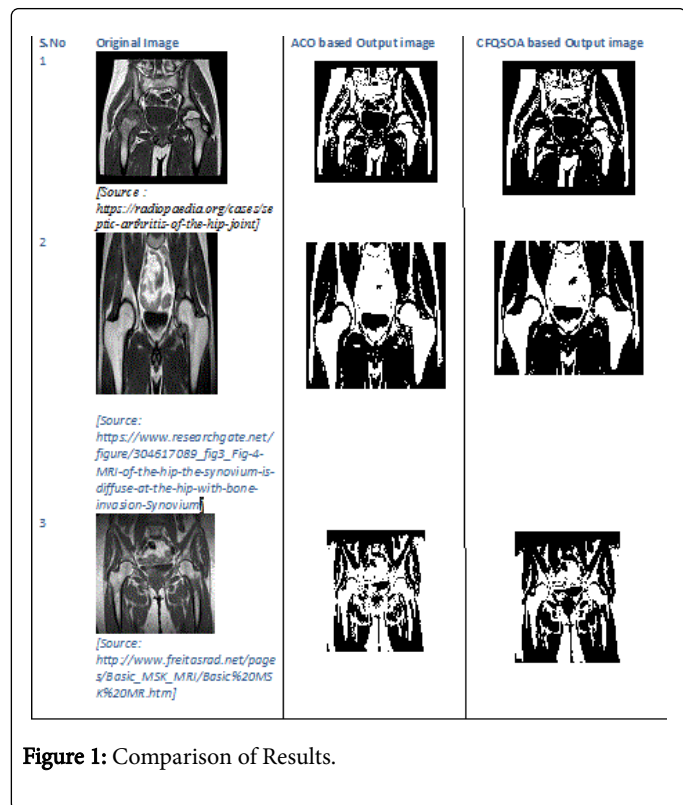 S.No Original Image ACO based Output image CFQSOA based Output image
1
[Source :
https://radiopaedia.org/cases/se
ptic-arthritis-of-the-hip-joint]
2
[Source:
https://www.researchgate.net/
figure/304617089_fig3_Fig-4-
MRI-of-the-hip-the-synovium-is-
diffuse-at-the-hip-with-bone-
invasion-Synovium]
3
[Source:
http://www.freitasrad.net/page
s/Basic_MSK_MRI/Basic%20MS
K%20MR.htm]
Figure 1: Comparison of Results.